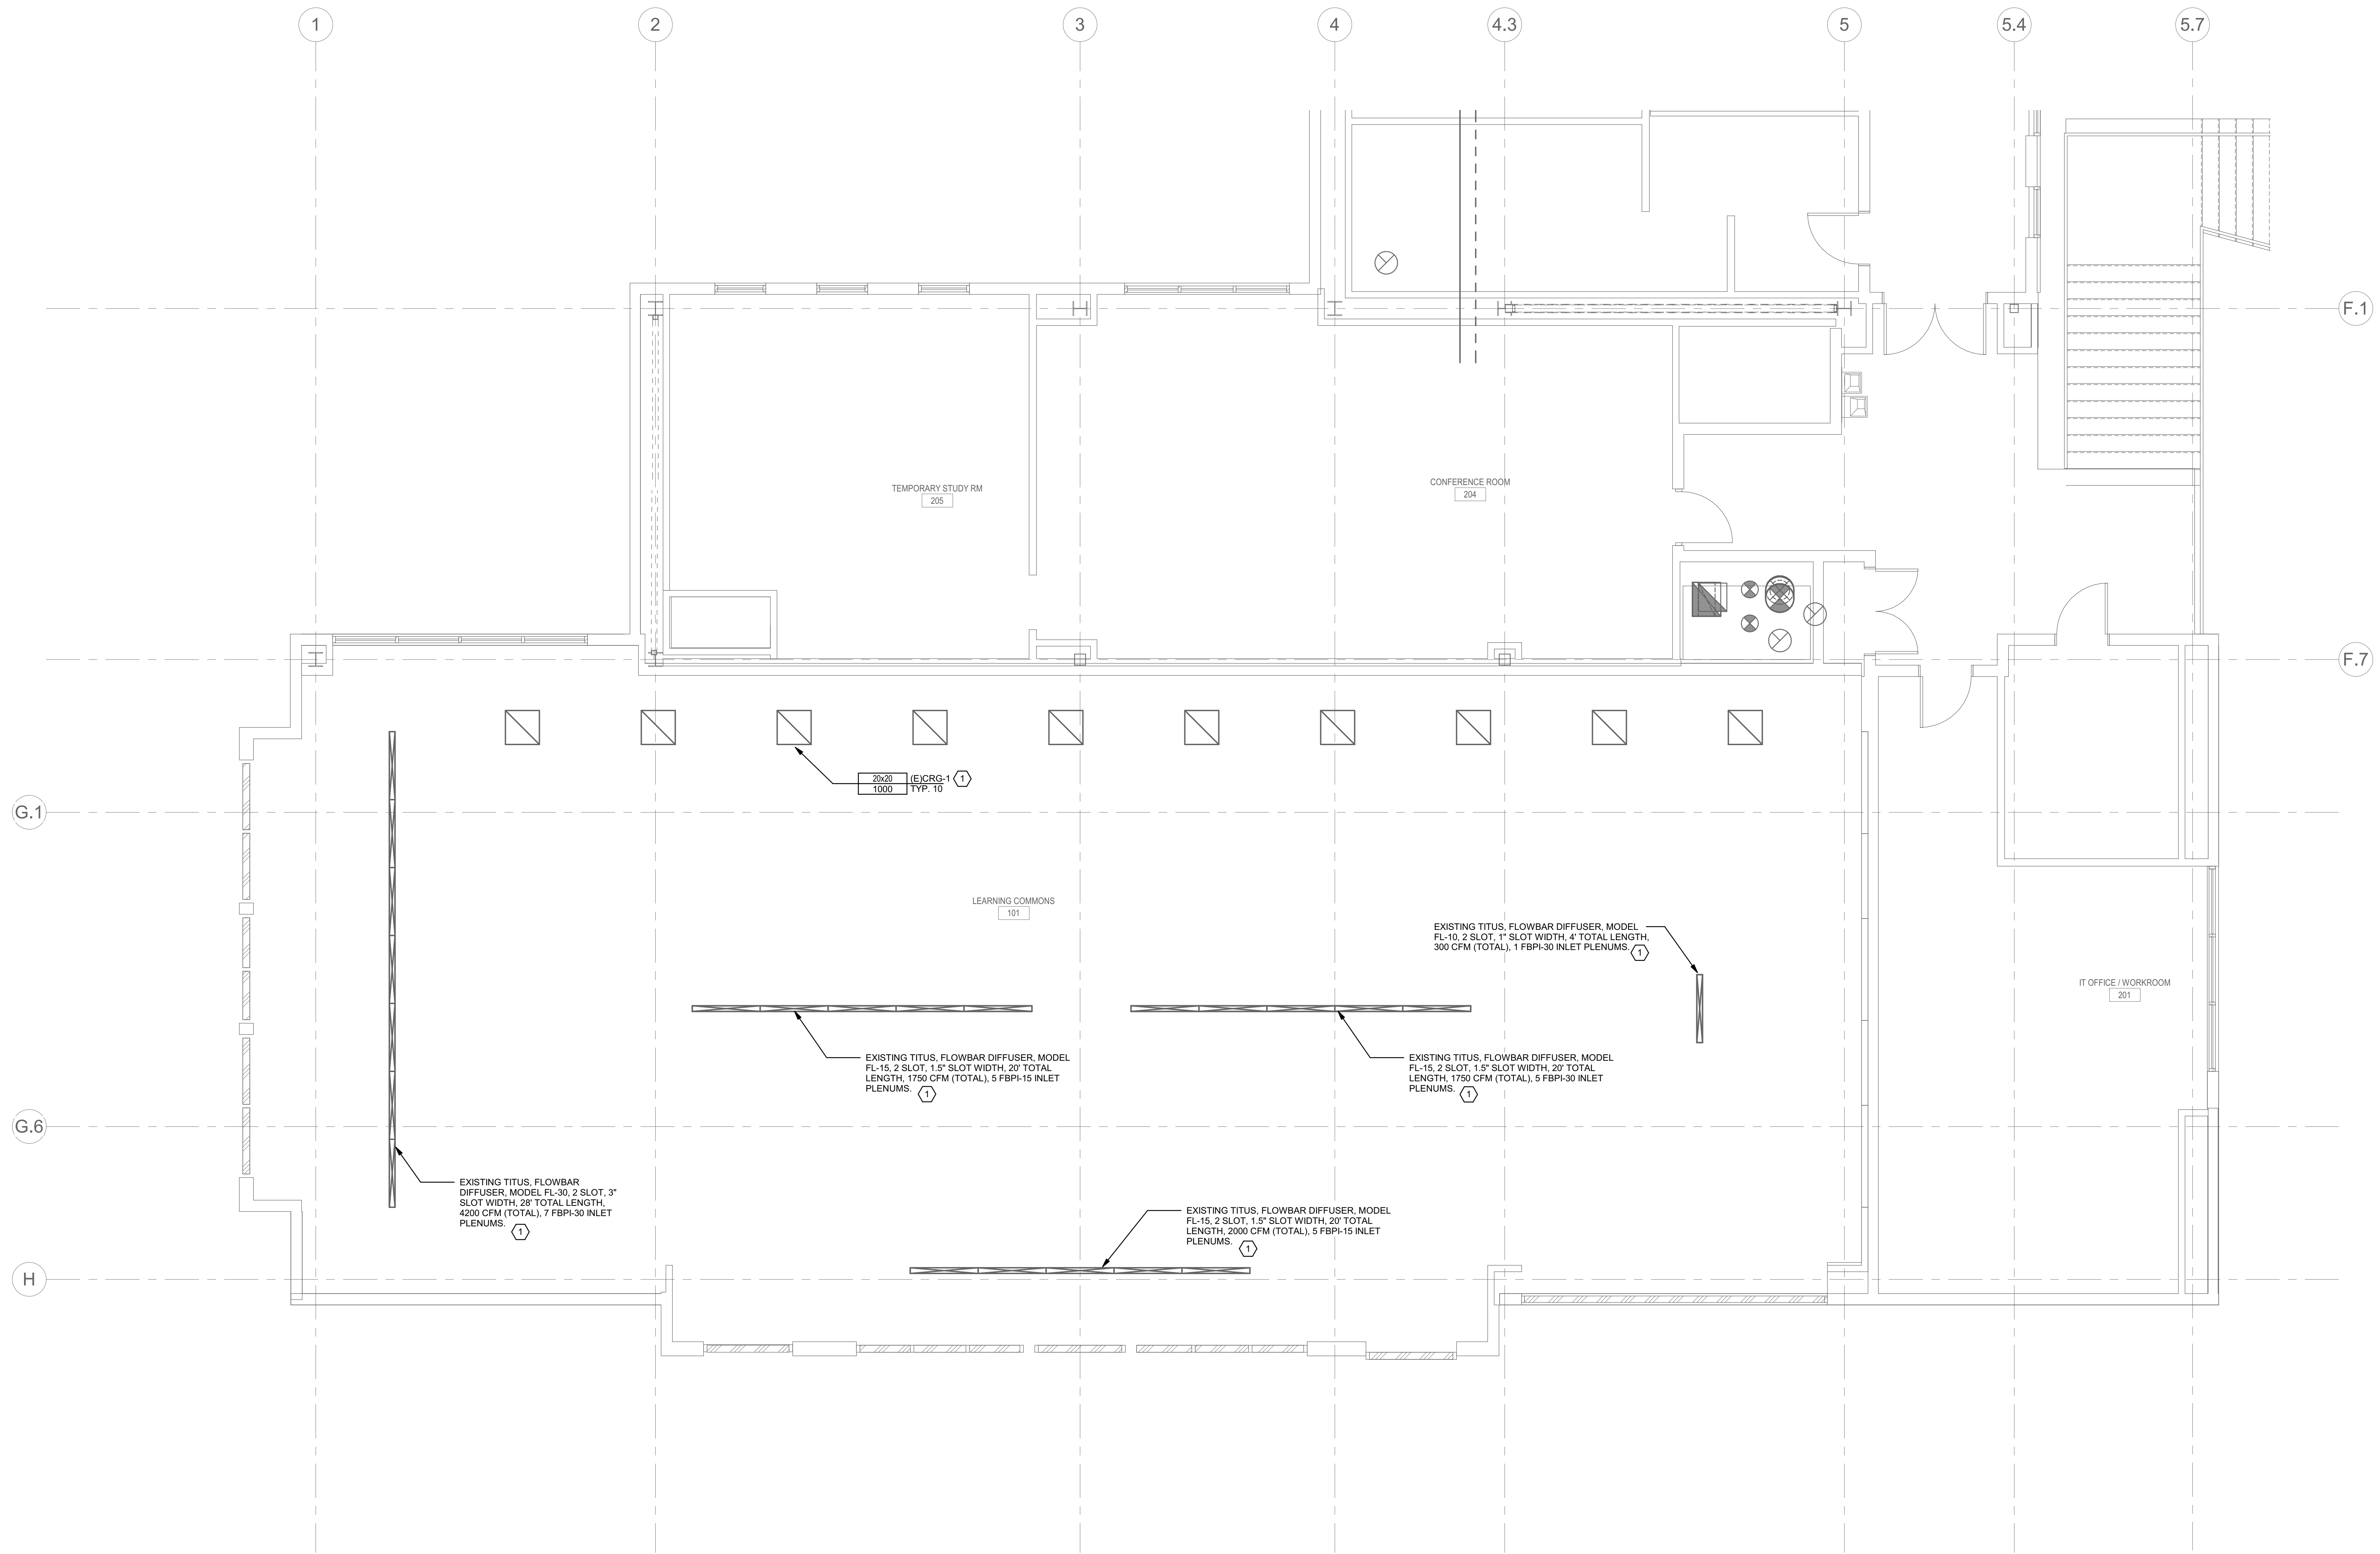 1
2
3
4
4.3
5
5.4
5.7
F.1
TEMPORARY STUDY RM
205
CONFERENCE ROOM
204
F.7
20x20
1000
(E)CRG-1
TYP. 10
1
G.1
LEARNING COMMONS
101
EXISTING TITUS, FLOWBAR DIFFUSER, MODEL
FL-10, 2 SLOT, 1" SLOT WIDTH, 4' TOTAL LENGTH,
300 CFM (TOTAL), 1 FBPI-30 INLET PLENUMS.
1
IT OFFICE / WORKROOM
201
EXISTING TITUS, FLOWBAR DIFFUSER, MODEL
FL-15, 2 SLOT, 1.5" SLOT WIDTH, 20' TOTAL
LENGTH, 1750 CFM (TOTAL), 5 FBPI-15 INLET
PLENUMS.
1
EXISTING TITUS, FLOWBAR DIFFUSER, MODEL
FL-15, 2 SLOT, 1.5" SLOT WIDTH, 20' TOTAL
LENGTH, 1750 CFM (TOTAL), 5 FBPI-30 INLET
PLENUMS.
1
G.6
EXISTING TITUS, FLOWBAR
DIFFUSER, MODEL FL-30, 2 SLOT, 3"
SLOT WIDTH, 28' TOTAL LENGTH,
4200 CFM (TOTAL), 7 FBPI-30 INLET
PLENUMS.
1
EXISTING TITUS, FLOWBAR DIFFUSER, MODEL
FL-15, 2 SLOT, 1.5" SLOT WIDTH, 20' TOTAL
LENGTH, 2000 CFM (TOTAL), 5 FBPI-15 INLET
PLENUMS.
1
H